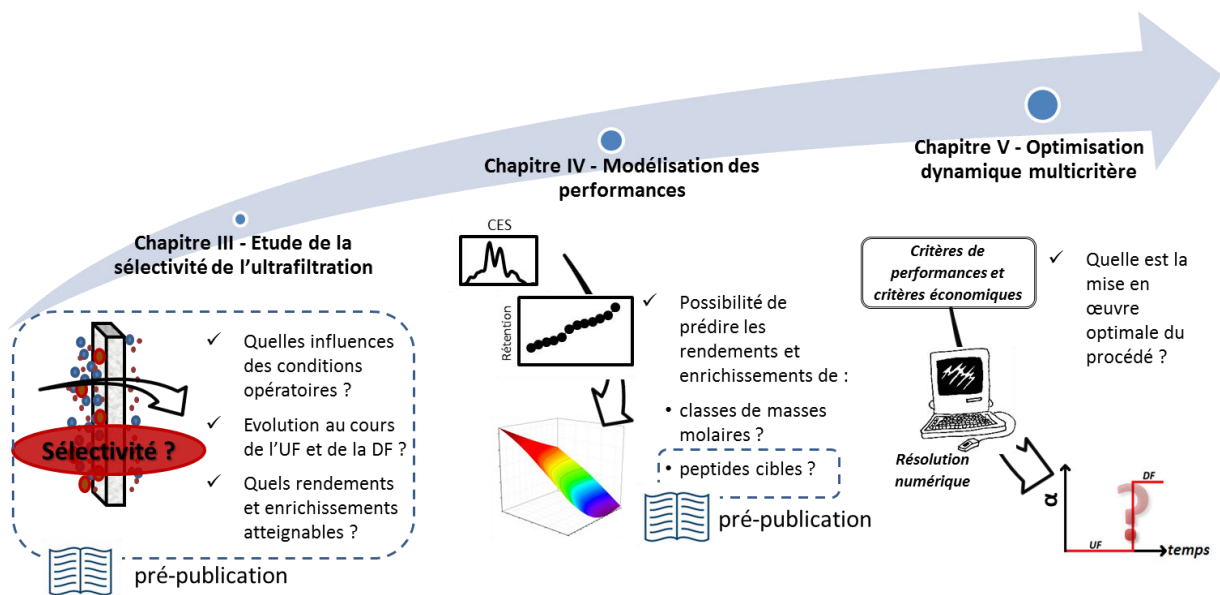 Chapitre III - Etude de la
sélectivité de l'ultrafiltration
Sélectivité ?
✓ Quelles influences
des conditions
opératoires ?
✓ Evolution au cours
de l'UF et de la DF ?
✓ Quels rendements
et enrichissements
atteignables ?
pré-publication
Chapitre IV - Modélisation des
performances
CES
Rétention
✓ Possibilité de
prédire les
rendements et
enrichissements de :
• classes de masses
molaires ?
• peptides cibles ?
pré-publication
Chapitre V - Optimisation
dynamique multicritère
Critères de
performances et
critères économiques
Résolution
numérique
✓ Quelle est la
mise en
œuvre
optimale du
procédé ?
α
UF
?
DF
temps